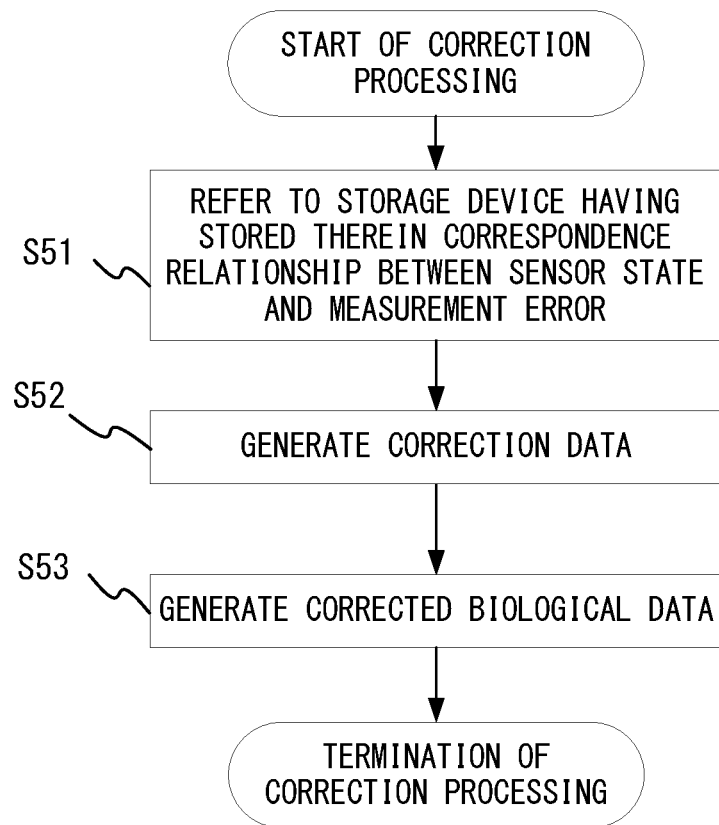 START OF CORRECTION
PROCESSING
S51
REFER TO STORAGE DEVICE HAVING
STORED THEREIN CORRESPONDENCE
RELATIONSHIP BETWEEN SENSOR STATE
AND MEASUREMENT ERROR
S52
GENERATE CORRECTION DATA
S53
GENERATE CORRECTED BIOLOGICAL DATA
TERMINATION OF
CORRECTION PROCESSING